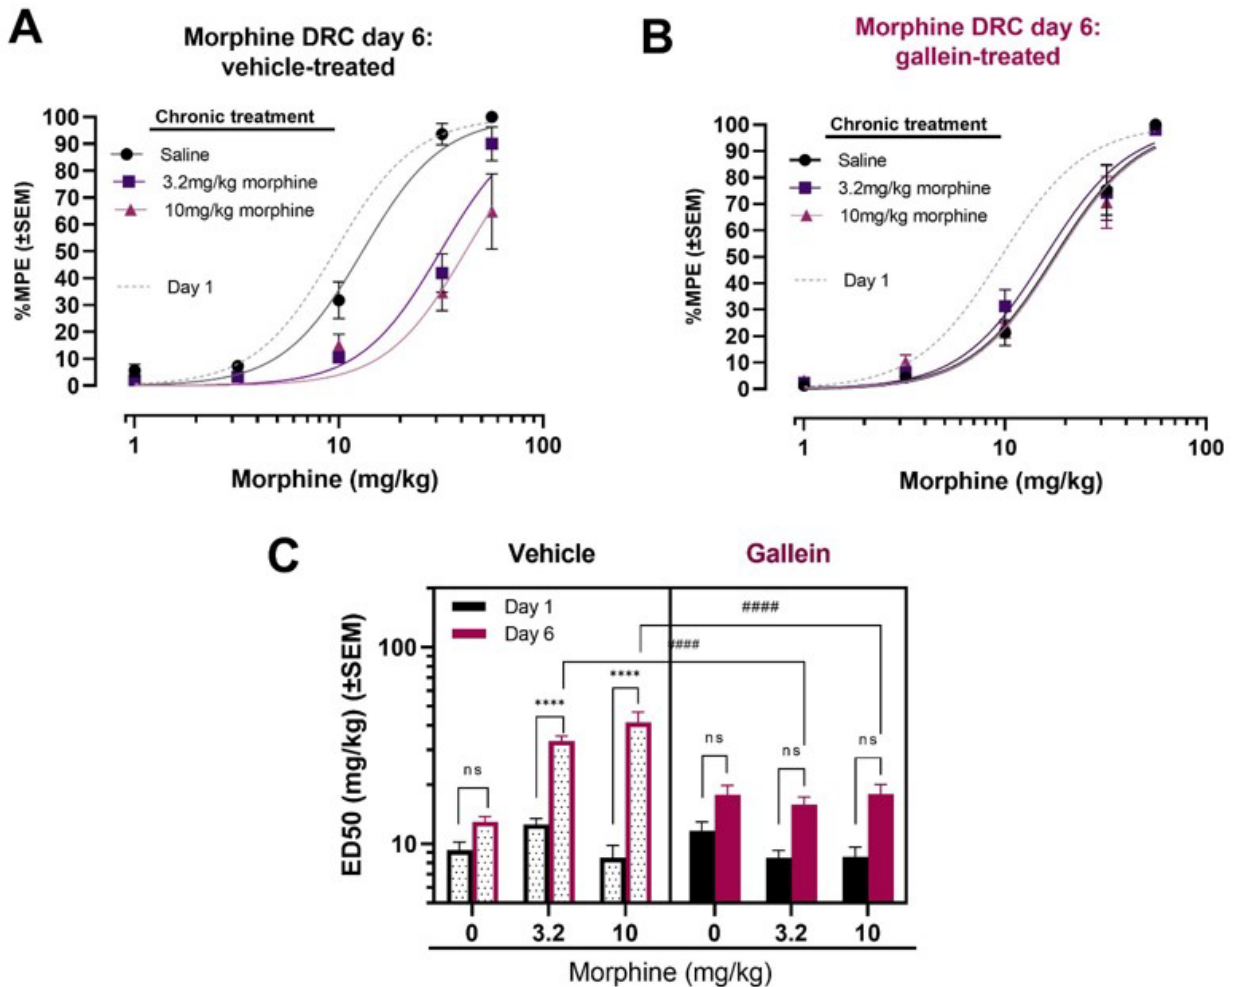 A
Morphine DRC day 6:
vehicle-treated
100
90
80
70
60
50
40
30
20
10
0
%MPE (±SEM)
Chronic treatment
Saline
3.2mg/kg morphine
10mg/kg morphine
Day 1
1
10
100
Morphine (mg/kg)
B
Morphine DRC day 6:
gallein-treated
100
90
80
70
60
50
40
30
20
10
0
%MPE (±SEM)
Chronic treatment
Saline
3.2mg/kg morphine
10mg/kg morphine
Day 1
1
10
100
Morphine (mg/kg)
C
Vehicle
Gallein
Day 1
Day 6
####
####
****
****
ns
ns
ns
ns
100
10
ED50 (mg/kg) (±SEM)
0
3.2
10
0
3.2
10
Morphine (mg/kg)